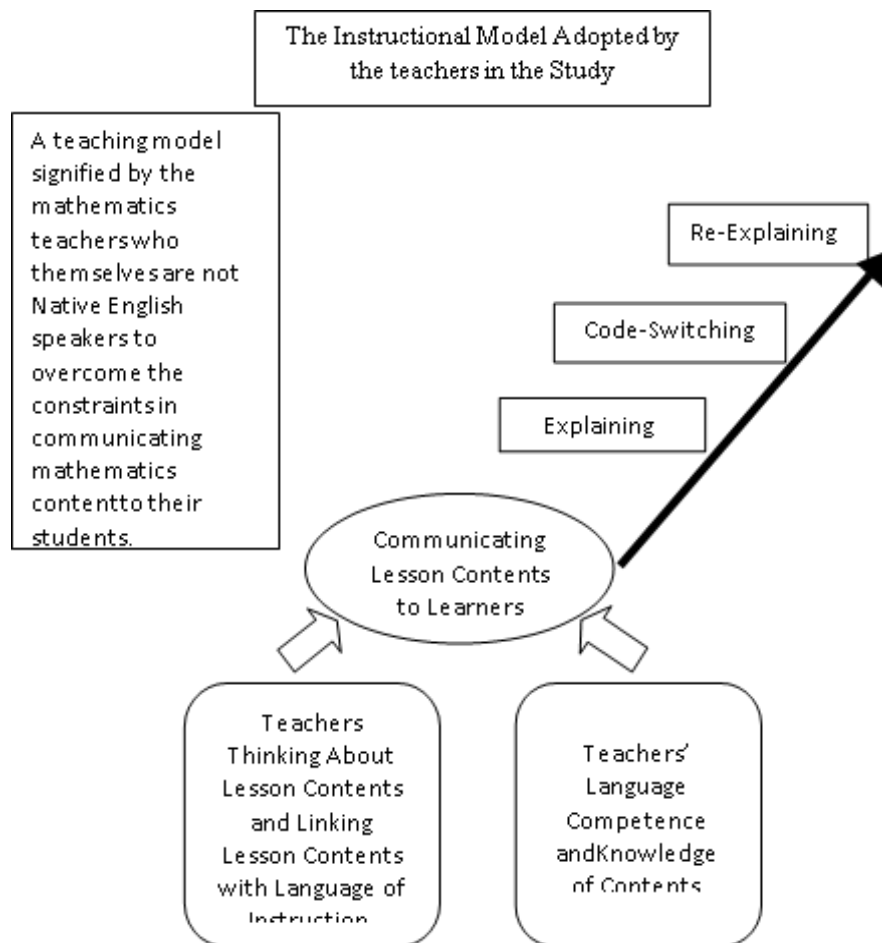 The Instructional Model Adopted by
the teachers in the Study
A teaching model
signified by the
mathematics
teachers who
themselves are not
Native English
speakers to
overcome the
constraints in
communicating
mathematics
contentto their
students.
Re-Explaining
Code-Switching
Explaining
Communicating
Lesson Contents
to Learners
Teachers
Thinking About
Lesson Contents
and Linking
Lesson Contents
with Language of
Instruction
Teachers’
Language
Competence
andKnowledge
of Contents